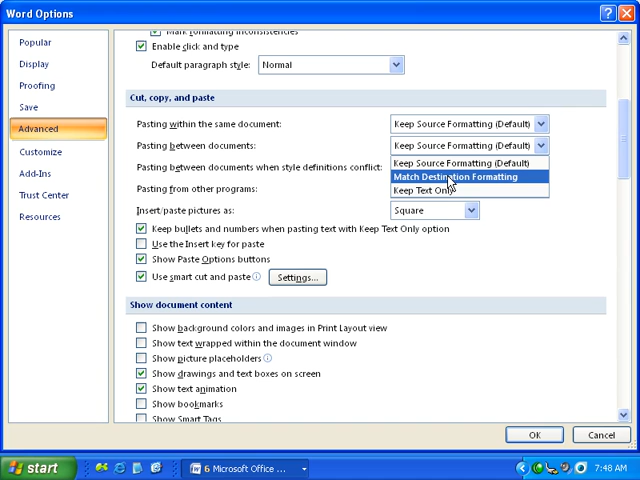 Word Options
Popular
Display
Proofing
Save
Advanced
Customize
Add-Ins
Trust Center
Resources
Mark formatting inconsistencies
Enable click and type
Default paragraph style: Normal
Cut, copy, and paste
Pasting within the same document: Keep Source Formatting (Default)
Pasting between documents: Keep Source Formatting (Default)
Keep Source Formatting (Default)
Match Destination Formatting
Keep Text Only
Pasting between documents when style definitions conflict:
Pasting from other programs:
Insert/paste pictures as: Square
Keep bullets and numbers when pasting text with Keep Text Only option
Use the Insert key for paste
Show Paste Options buttons
Use smart cut and paste Settings...
Show document content
Show background colors and images in Print Layout view
Show text wrapped within the document window
Show picture placeholders
Show drawings and text boxes on screen
Show text animation
Show bookmarks
Show Smart Tags
OK Cancel
start 6 Microsoft Office ... 7:48 AM